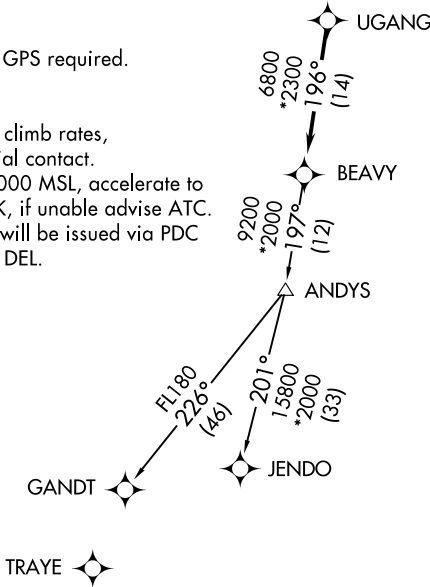 UGANG
GPS required.
6800
*2300
196°
(14)
climb rates,
al contact.
BEAVY
000 MSL, accelerate to
K, if unable advise ATC.
will be issued via PDC
DEL.
9200
*2000
197°
(12)
ANDYS
FL180
226°
(46)
201°
15800
*2000
(33)
JENDO
GANDT
TRAYE